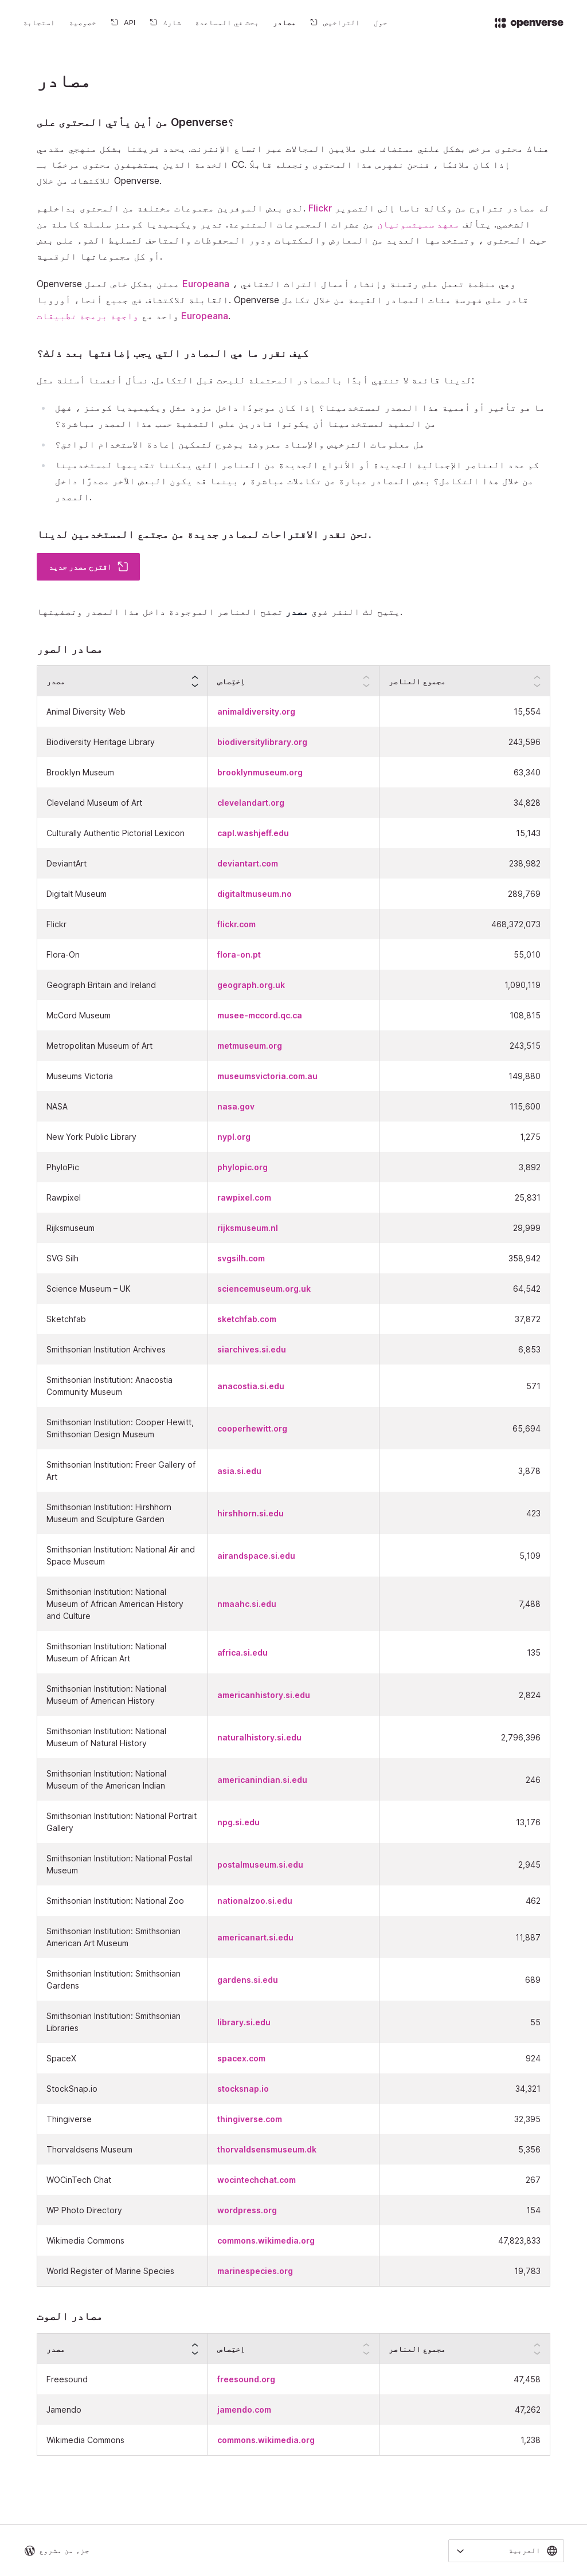 openverse
حول
التراخيص
مصادر
بحث في المساعدة
شارك
API
خصوصية
استجابة
مصادر
من أين يأتي المحتوى على Openverse؟
هناك محتوى مرخص بشكل علني مستضاف على ملايين المجالات عبر اتساع الإنترنت. يحدد فريقنا بشكل منهجي مقدمي
الخدمة الذين يستضيفون محتوى مرخصًا بـ CC. إذا كان ملائمًا ، فنحن نفهرس هذا المحتوى ونجعله قابلاً
للاكتشاف من خلال Openverse.
لدى بعض الموفرين مجموعات مختلفة من المحتوى بداخلهم. Flickr له مصادر تتراوح من وكالة ناسا إلى التصوير
الشخصي. يتألف معهد سميثسونيان من عشرات المجموعات المتنوعة. تدير ويكيميديا كومنز سلسلة كاملة من
حيث المحتوى ، وتستخدمه العديد من المعارض والمكتبات ودور المحفوظات والمتاحف لتسليط الضوء على بعض
أو كل مجموعاتها الرقمية.
Openverse ممتن بشكل خاص لعمل Europeana ، وهي منظمة تعمل على رقمنة وإنشاء أعمال التراث الثقافي
القابلة للاكتشاف في جميع أنحاء أوروبا. Openverse قادر على فهرسة مئات المصادر القيمة من خلال تكامل
واحد مع واجهة برمجة تطبيقات Europeana.
كيف نقرر ما هي المصادر التي يجب إضافتها بعد ذلك؟
لدينا قائمة لا تنتهي أبدًا بالمصادر المحتملة للبحث قبل التكامل. نسأل أنفسنا أسئلة مثل:
ما هو تأثير أو أهمية هذا المصدر لمستخدمينا؟ إذا كان موجودًا داخل مزود مثل ويكيميديا كومنز ، فهل
من المفيد لمستخدمينا أن يكونوا قادرين على التصفية حسب هذا المصدر مباشرة؟
هل معلومات الترخيص والإسناد معروضة بوضوح لتمكين إعادة الاستخدام الواثق؟
كم عدد العناصر الإجمالية الجديدة أو الأنواع الجديدة من العناصر التي يمكننا تقديمها لمستخدمينا
من خلال هذا التكامل؟ بعض المصادر عبارة عن تكاملات مباشرة ، بينما قد يكون البعض الآخر مصدرًا داخل
المصدر.
نحن نقدر الاقتراحات لمصادر جديدة من مجتمع المستخدمين لدينا.
اقترح مصدر جديد
يتيح لك النقر فوق مصدر تصفح العناصر الموجودة داخل هذا المصدر وتصفيتها.
مصادر الصور
مصدر	إختصاص	مجموع العناصر
Animal Diversity Web	animaldiversity.org	15,554
Biodiversity Heritage Library	biodiversitylibrary.org	243,596
Brooklyn Museum	brooklynmuseum.org	63,340
Cleveland Museum of Art	clevelandart.org	34,828
Culturally Authentic Pictorial Lexicon	capl.washjeff.edu	15,143
DeviantArt	deviantart.com	238,982
Digitalt Museum	digitaltmuseum.no	289,769
Flickr	flickr.com	468,372,073
Flora-On	flora-on.pt	55,010
Geograph Britain and Ireland	geograph.org.uk	1,090,119
McCord Museum	musee-mccord.qc.ca	108,815
Metropolitan Museum of Art	metmuseum.org	243,515
Museums Victoria	museumsvictoria.com.au	149,880
NASA	nasa.gov	115,600
New York Public Library	nypl.org	1,275
PhyloPic	phylopic.org	3,892
Rawpixel	rawpixel.com	25,831
Rijksmuseum	rijksmuseum.nl	29,999
SVG Silh	svgsilh.com	358,942
Science Museum – UK	sciencemuseum.org.uk	64,542
Sketchfab	sketchfab.com	37,872
Smithsonian Institution Archives	siarchives.si.edu	6,853
Smithsonian Institution: Anacostia
Community Museum	anacostia.si.edu	571
Smithsonian Institution: Cooper Hewitt,
Smithsonian Design Museum	cooperhewitt.org	65,694
Smithsonian Institution: Freer Gallery of
Art	asia.si.edu	3,878
Smithsonian Institution: Hirshhorn
Museum and Sculpture Garden	hirshhorn.si.edu	423
Smithsonian Institution: National Air and
Space Museum	airandspace.si.edu	5,109
Smithsonian Institution: National
Museum of African American History
and Culture	nmaahc.si.edu	7,488
Smithsonian Institution: National
Museum of African Art	africa.si.edu	135
Smithsonian Institution: National
Museum of American History	americanhistory.si.edu	2,824
Smithsonian Institution: National
Museum of Natural History	naturalhistory.si.edu	2,796,396
Smithsonian Institution: National
Museum of the American Indian	americanindian.si.edu	246
Smithsonian Institution: National Portrait
Gallery	npg.si.edu	13,176
Smithsonian Institution: National Postal
Museum	postalmuseum.si.edu	2,945
Smithsonian Institution: National Zoo	nationalzoo.si.edu	462
Smithsonian Institution: Smithsonian
American Art Museum	americanart.si.edu	11,887
Smithsonian Institution: Smithsonian
Gardens	gardens.si.edu	689
Smithsonian Institution: Smithsonian
Libraries	library.si.edu	55
SpaceX	spacex.com	924
StockSnap.io	stocksnap.io	34,321
Thingiverse	thingiverse.com	32,395
Thorvaldsens Museum	thorvaldsensmuseum.dk	5,356
WOCinTech Chat	wocintechchat.com	267
WP Photo Directory	wordpress.org	154
Wikimedia Commons	commons.wikimedia.org	47,823,833
World Register of Marine Species	marinespecies.org	19,783
مصادر الصوت
مصدر	إختصاص	مجموع العناصر
Freesound	freesound.org	47,458
Jamendo	jamendo.com	47,262
Wikimedia Commons	commons.wikimedia.org	1,238
العربية
جزء من مشروع